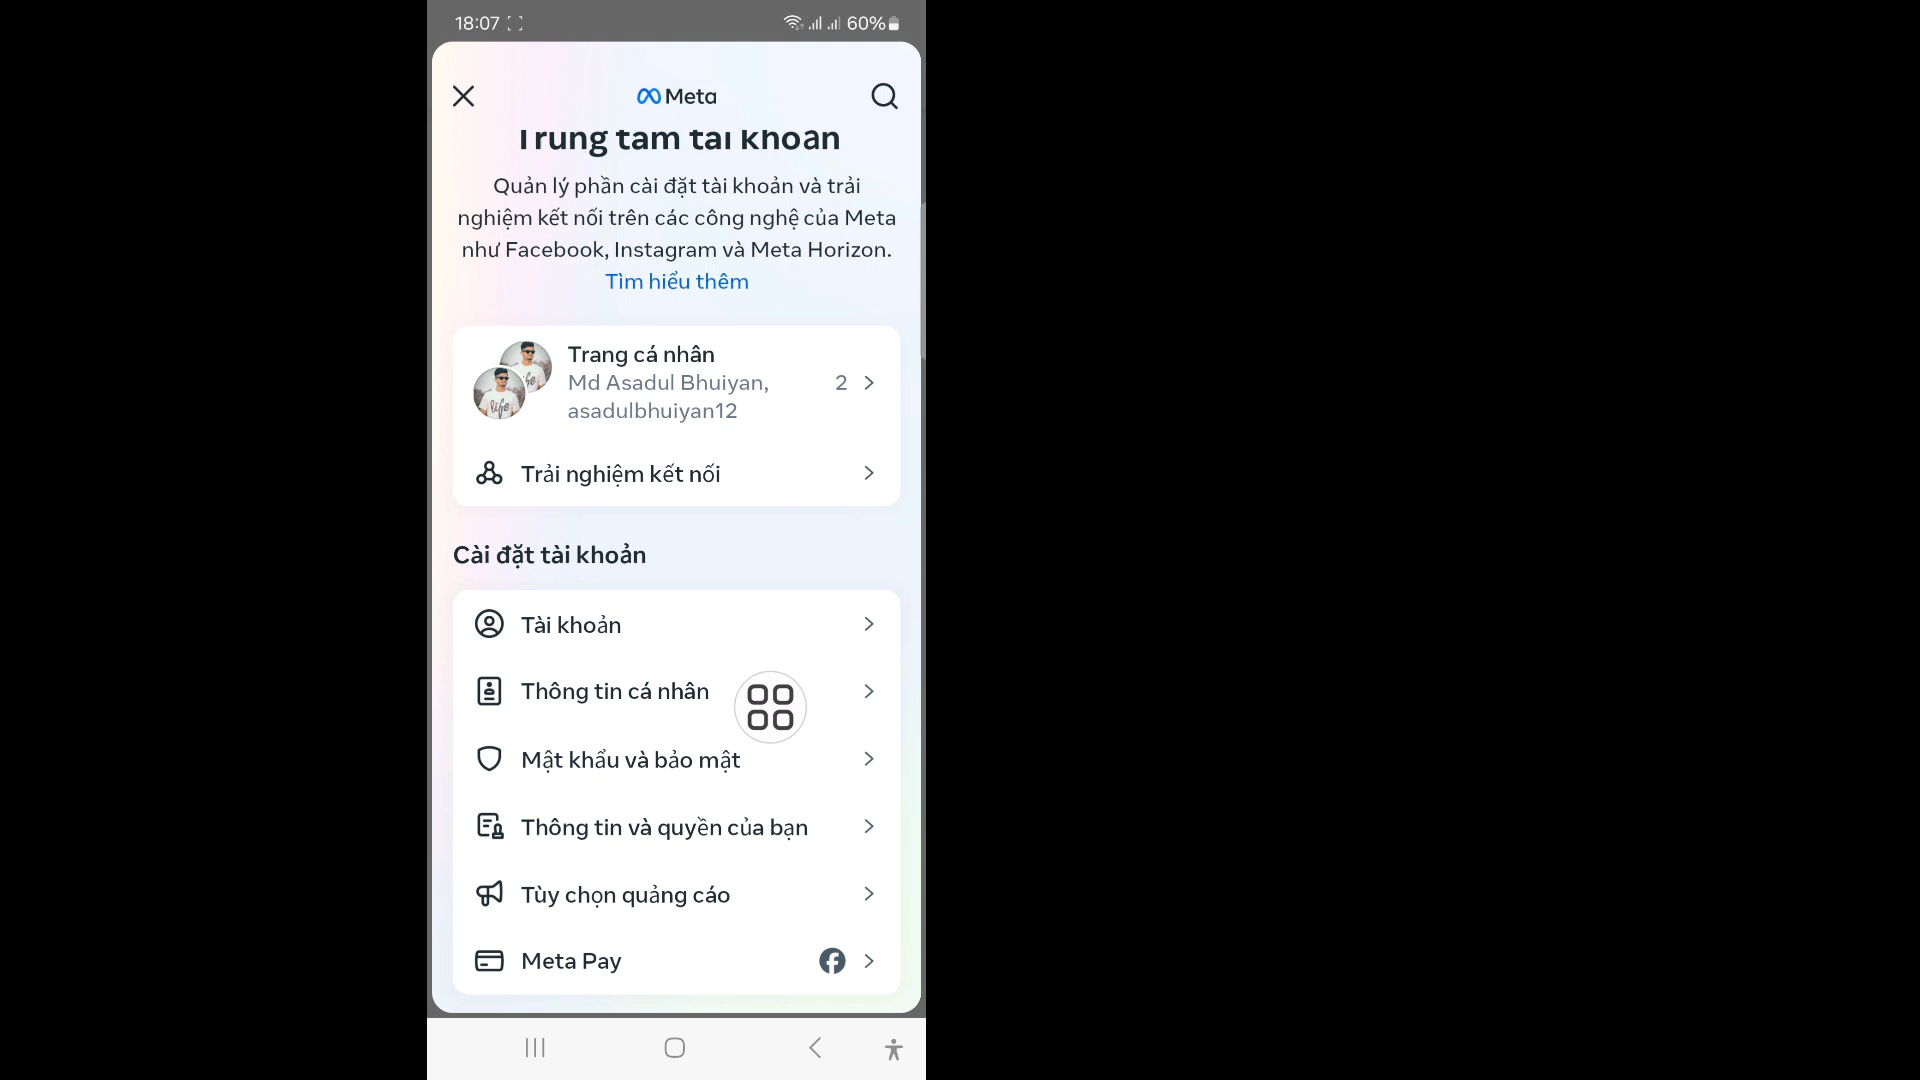 18:07
60%
Meta
Trung tâm tài khoản
Quản lý phần cài đặt tài khoản và trải
nghiệm kết nối trên các công nghệ của Meta
như Facebook, Instagram và Meta Horizon.
Tìm hiểu thêm
Trang cá nhân
Md Asadul Bhuiyan,
asadulbhuiyan12
2
Trải nghiệm kết nối
Cài đặt tài khoản
Tài khoản
Thông tin cá nhân
Mật khẩu và bảo mật
Thông tin và quyền của bạn
Tùy chọn quảng cáo
Meta Pay